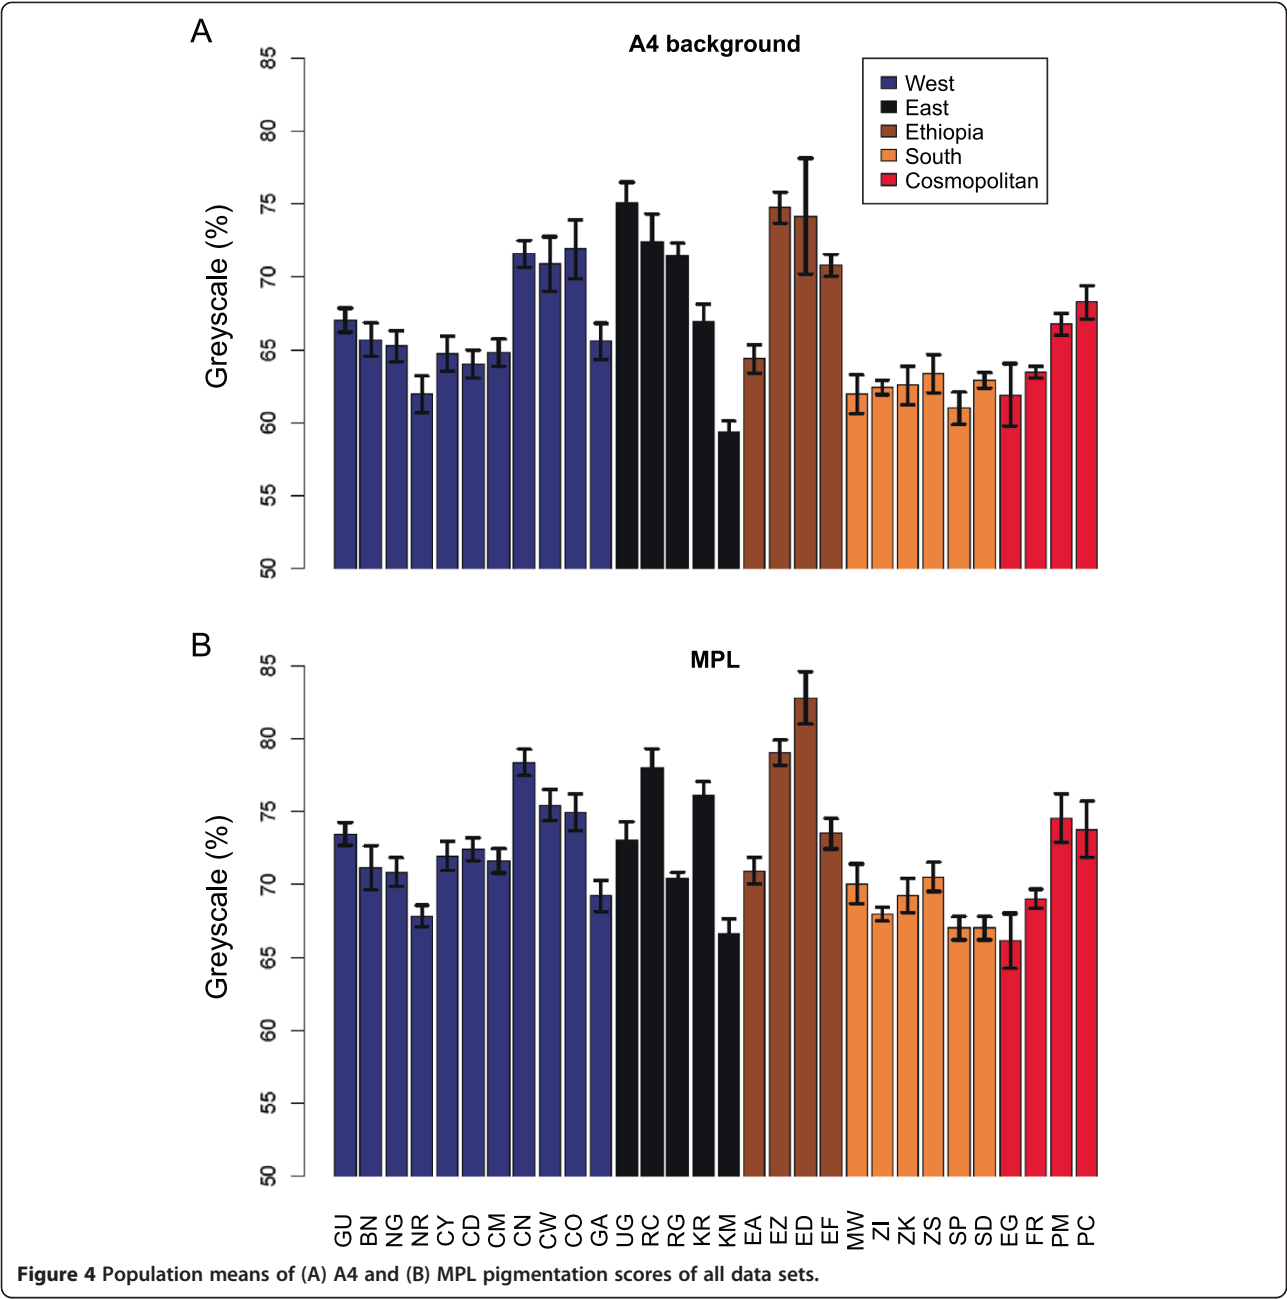 A
A4 background
85
80
75
70
65
60
55
50
Greyscale (%)
West
East
Ethiopia
South
Cosmopolitan
B
MPL
85
80
75
70
65
60
55
50
Greyscale (%)
GU BN NG NR CY CD CM CN CW CO GA UG RC RG KR KM EA EZ ED EF MW ZI ZK ZS SP SD EG FR PM PC
Figure 4 Population means of (A) A4 and (B) MPL pigmentation scores of all data sets.